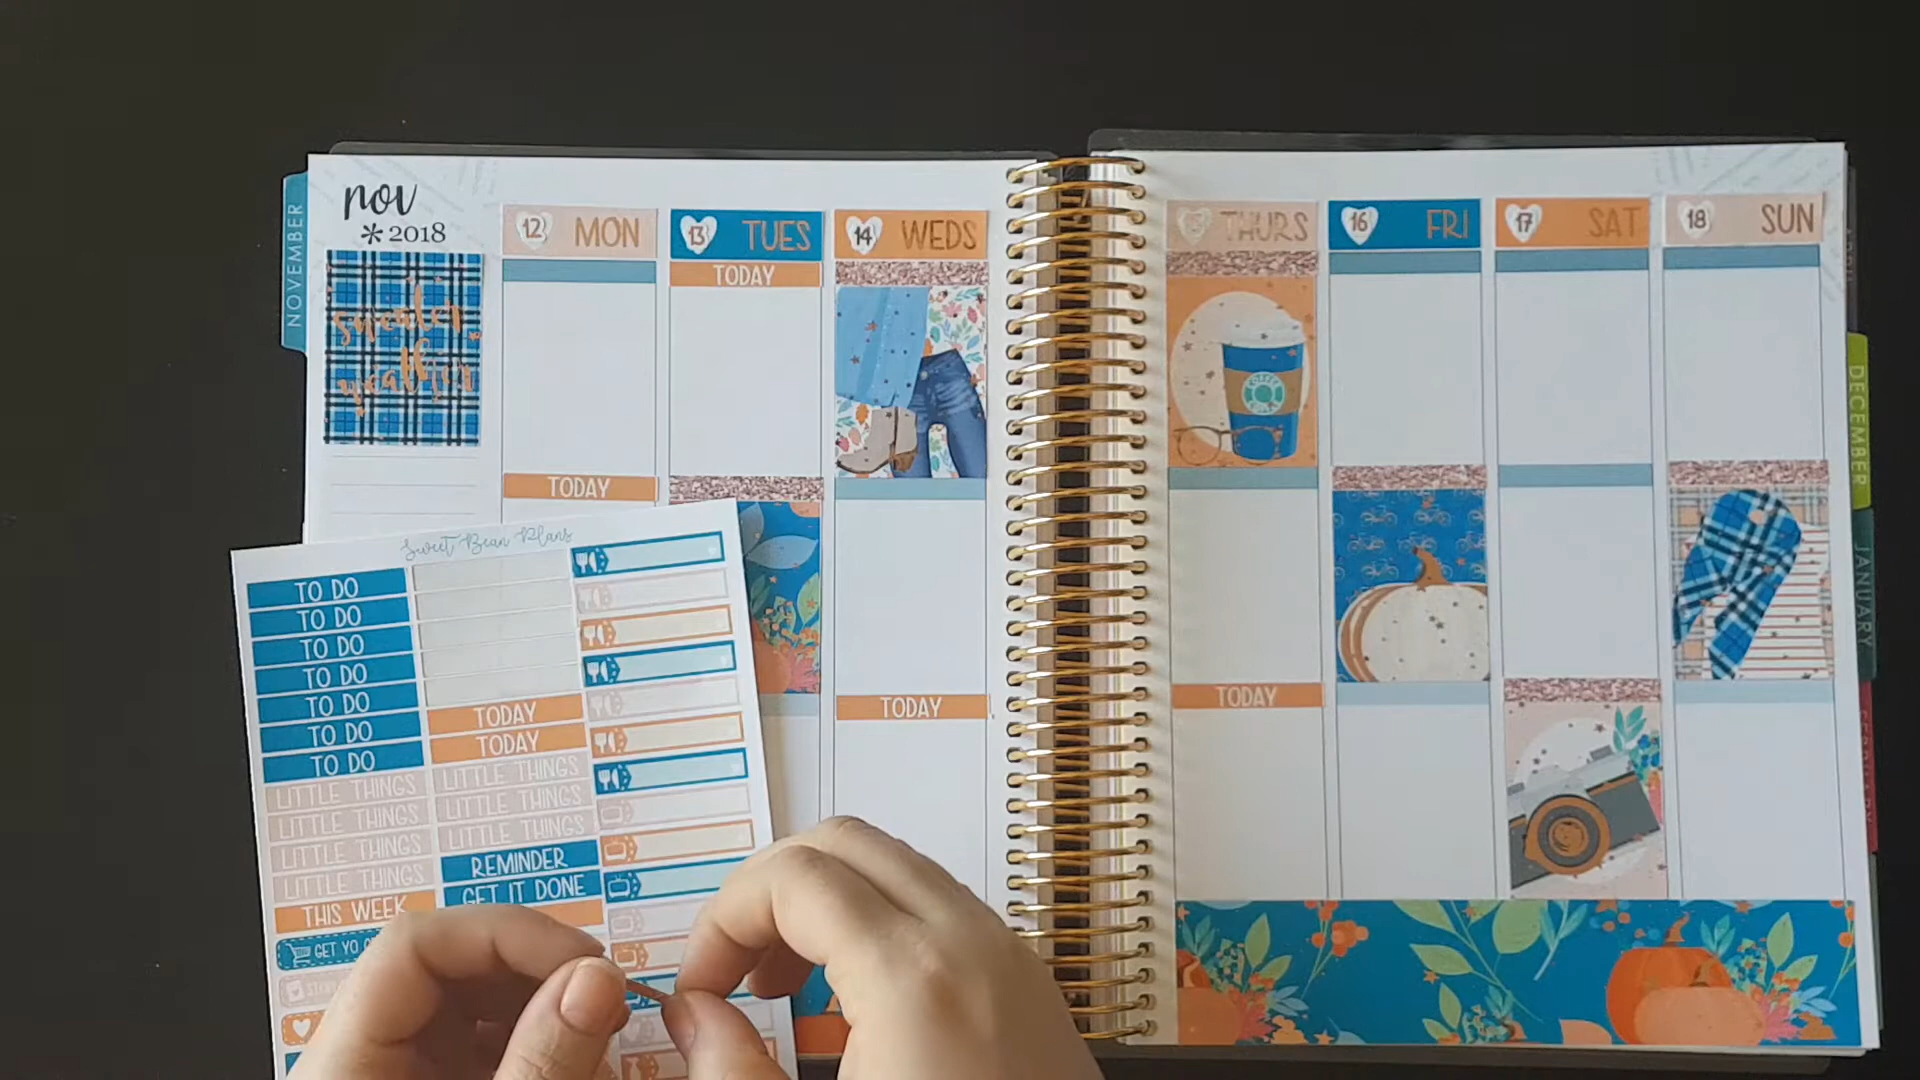 nov
*2018
NOVEMBER
sweater
weather
12 MON
13 TUES
14 WEDS
15 THURS
16 FRI
17 SAT
18 SUN
TODAY
TODAY
TODAY
TODAY
DECEMBER
JANUARY
Sweet Bean Plans
TO DO
TO DO
TO DO
TO DO
TO DO
TO DO
TO DO
TODAY
TODAY
LITTLE THINGS
LITTLE THINGS
LITTLE THINGS
LITTLE THINGS
LITTLE THINGS
LITTLE THINGS
LITTLE THINGS
REMINDER
GET IT DONE
THIS WEEK
GET YO